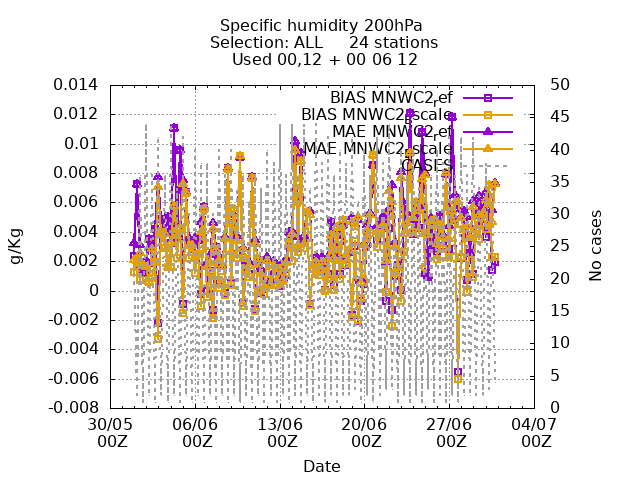 Specific humidity 200hPa
Selection: ALL 24 stations
Used 00,12 + 00 06 12
0.014
0.012
0.01
0.008
0.006
0.004
0.002
0
-0.002
-0.004
-0.006
-0.008
g/Kg
50
45
40
35
30
25
20
15
10
5
0
No cases
BIAS MNWC2_ref
BIAS MNWC2_scale
MAE MNWC2_ref
MAE MNWC2_scale
CASES
30/05 06/06 13/06 20/06 27/06 04/07
00Z 00Z 00Z 00Z 00Z 00Z
Date